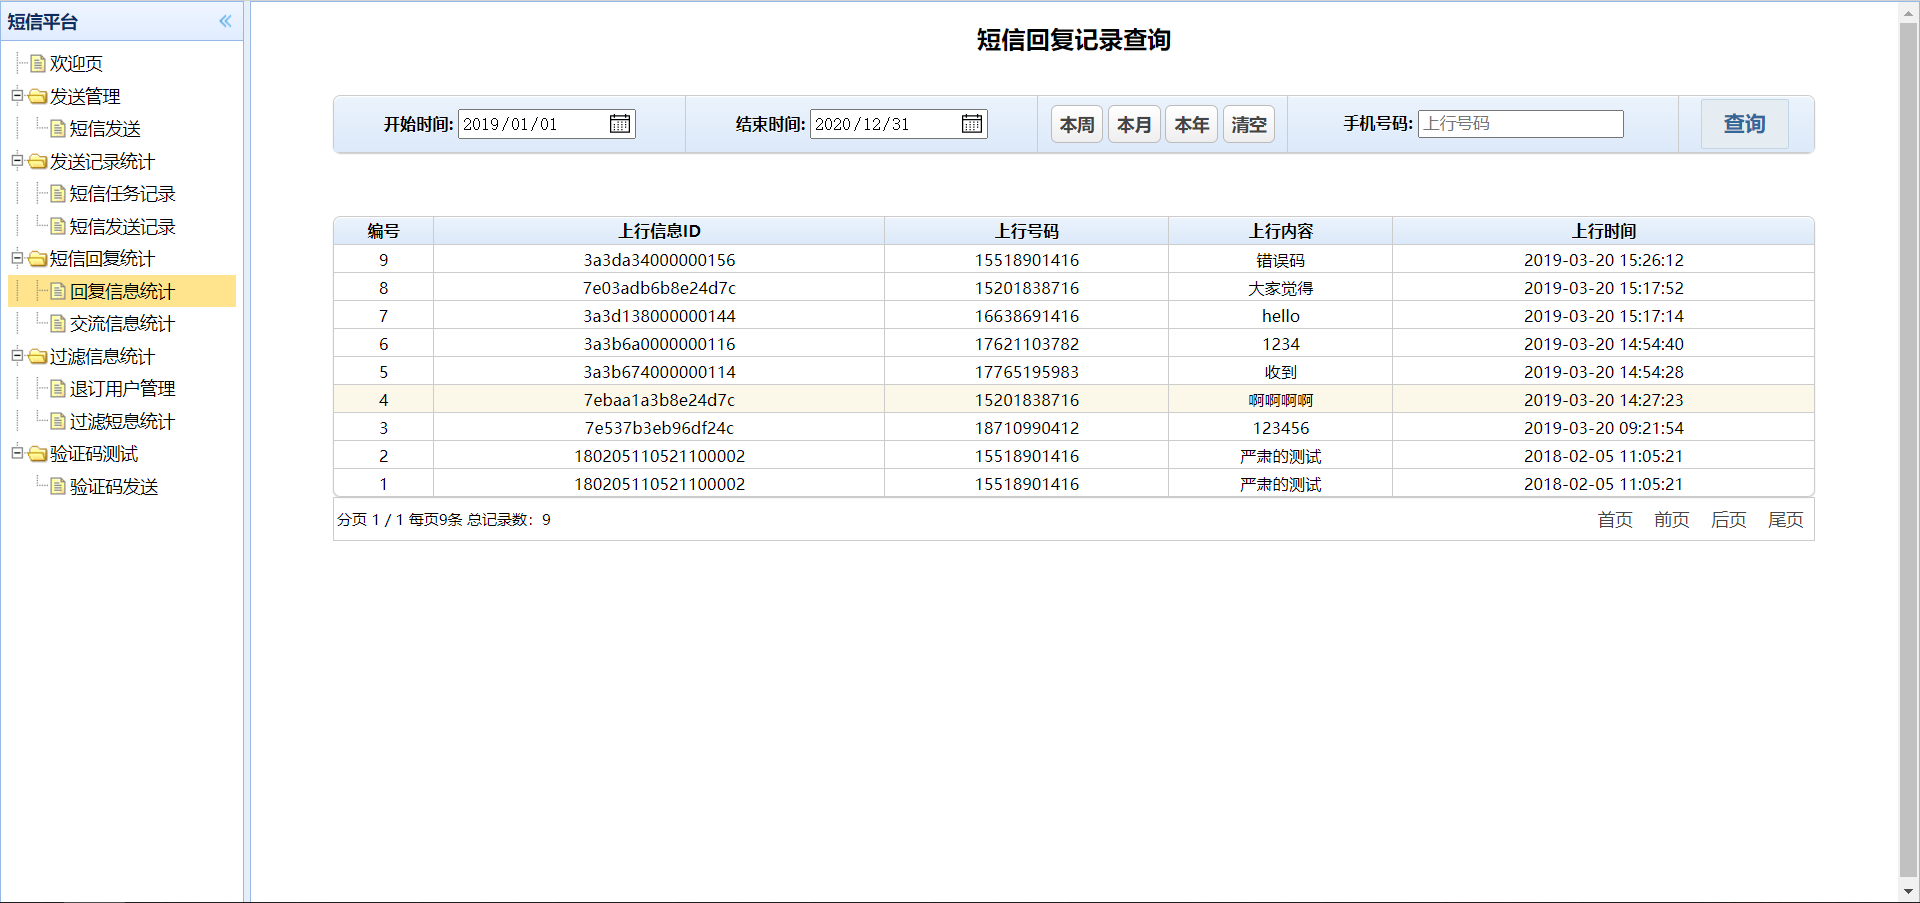 短信平台
欢迎页
发送管理
短信发送
发送记录统计
短信任务记录
短信发送记录
短信回复统计
回复信息统计
交流信息统计
过滤信息统计
退订用户管理
过滤短息统计
验证码测试
验证码发送
短信回复记录查询
开始时间: 2019/01/01 结束时间: 2020/12/31 本周 本月 本年 清空 手机号码: 上行号码 查询
编号 上行信息ID 上行号码 上行内容 上行时间
9 3a3da34000000156 15518901416 错误码 2019-03-20 15:26:12
8 7e03adb6b8e24d7c 15201838716 大家觉得 2019-03-20 15:17:52
7 3a3d138000000144 16638691416 hello 2019-03-20 15:17:14
6 3a3b6a0000000116 17621103782 1234 2019-03-20 14:54:40
5 3a3b674000000114 17765195983 收到 2019-03-20 14:54:28
4 7ebaa1a3b8e24d7c 15201838716 啊啊啊啊 2019-03-20 14:27:23
3 7e537b3eb96df24c 18710990412 123456 2019-03-20 09:21:54
2 180205110521100002 15518901416 严肃的测试 2018-02-05 11:05:21
1 180205110521100002 15518901416 严肃的测试 2018-02-05 11:05:21
分页 1 / 1 每页9条 总记录数：9 首页 前页 后页 尾页